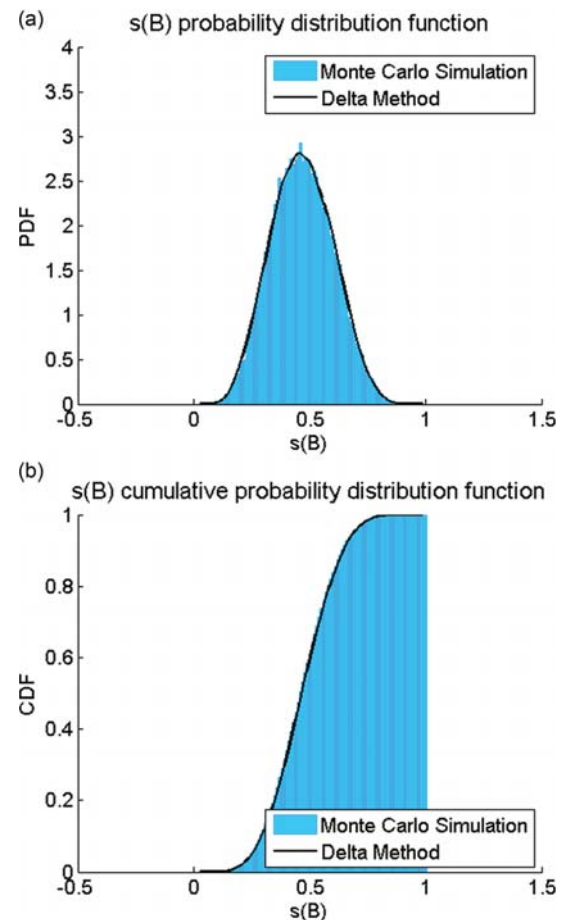 (a)
s(B) probability distribution function
4
3.5
3
2.5
2
1.5
1
0.5
0
PDF
Monte Carlo Simulation
Delta Method
-0.5 0 0.5 1 1.5
s(B)
(b)
s(B) cumulative probability distribution function
1
0.8
0.6
0.4
0.2
0
CDF
Monte Carlo Simulation
Delta Method
-0.5 0 0.5 1 1.5
s(B)